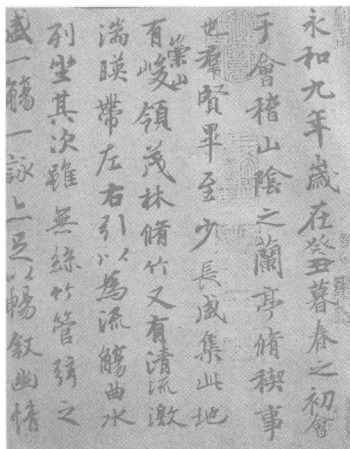 永和九年歲在癸丑暮春之初會
于會稽山陰之蘭亭脩稧事
也羣賢畢至少長咸集此地
有崇山峻領茂林脩竹又有清流激
湍暎帶左右引以為流觴曲水
列坐其次雖無絲竹管弦之
盛一觴一詠亦足以暢敘幽情